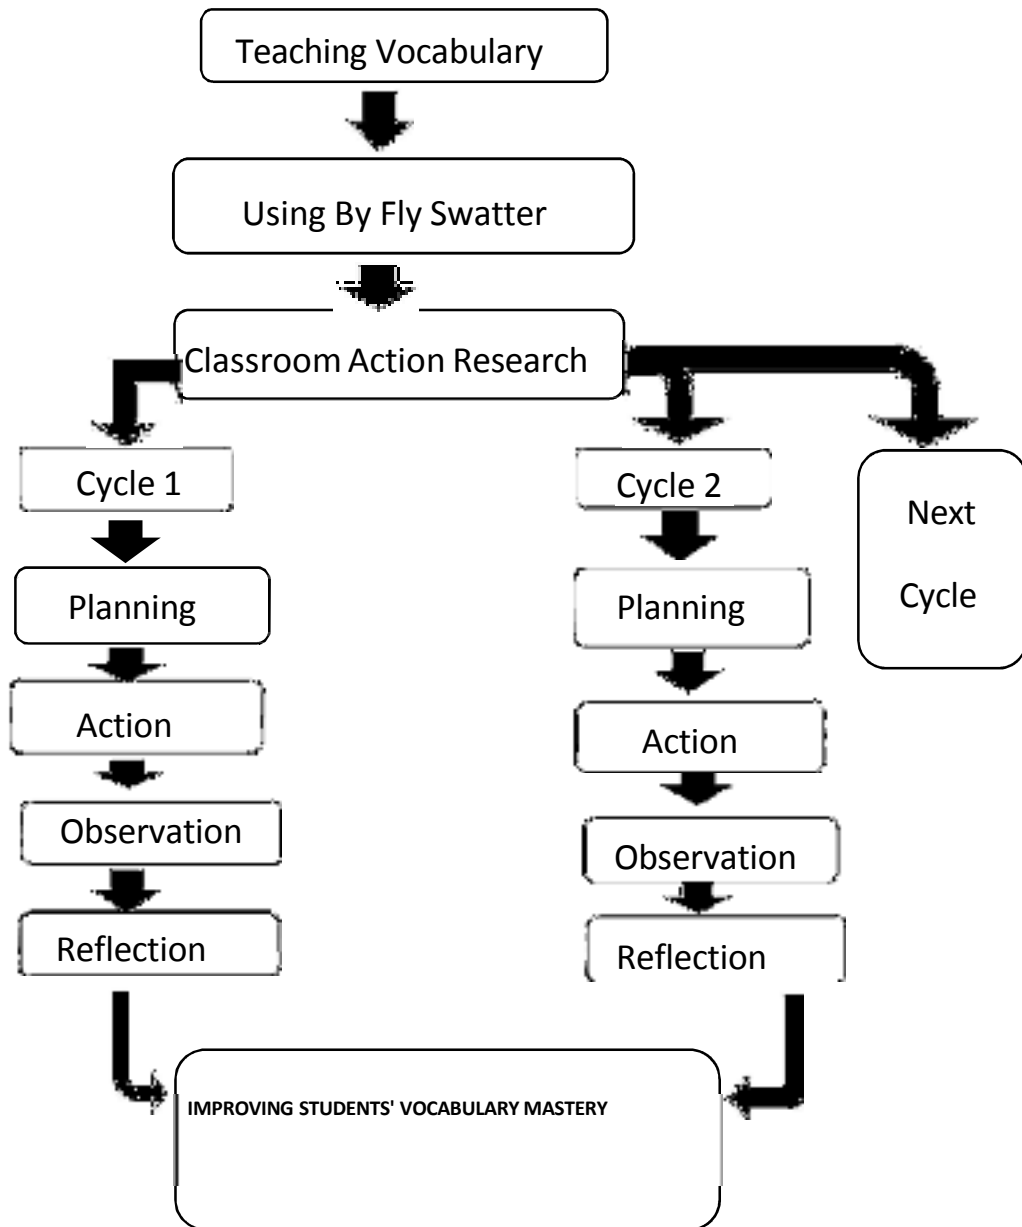 Teaching Vocabulary
Using By Fly Swatter
Classroom Action Research
Cycle 1
Planning
Action
Observation
Reflection
Cycle 2
Planning
Action
Observation
Reflection
Next
Cycle
IMPROVING STUDENTS' VOCABULARY MASTERY